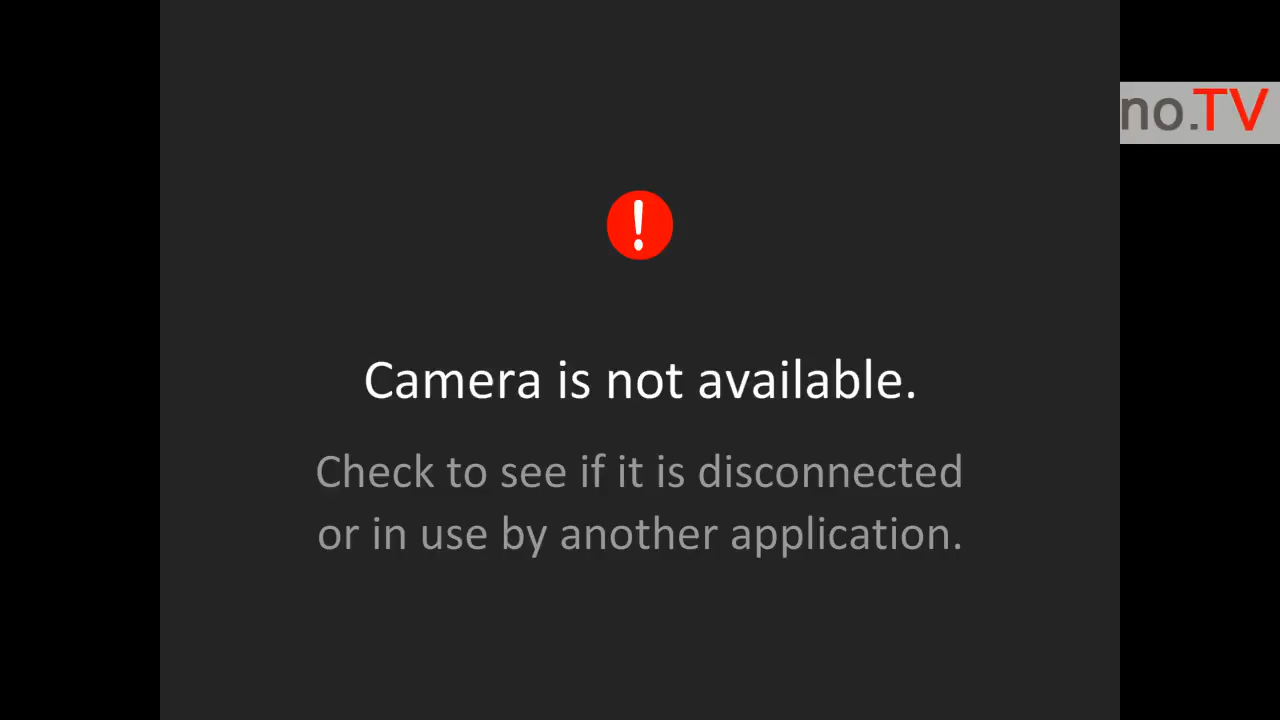 no.TV
!
Camera is not available.
Check to see if it is disconnected
or in use by another application.